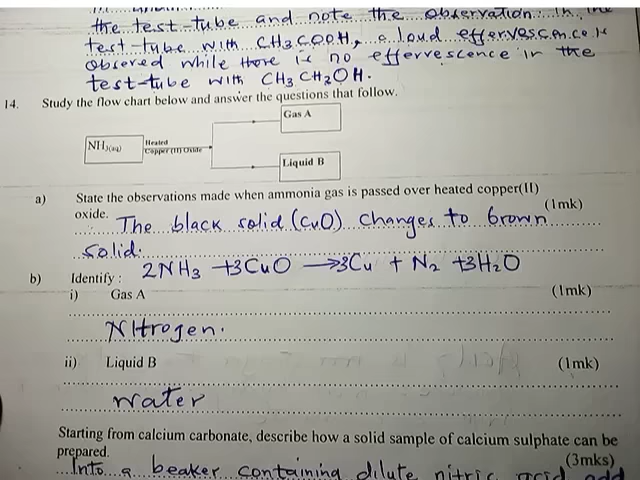 the test tube and note the observation. In the
test-tube with CH3COOH, a loud effervescence is
observed while there is no effervescence in the
test-tube with CH3CH2OH.
14. Study the flow chart below and answer the questions that follow.
Gas A
NH3(aq)
Heated
Copper (II) Oxide
Liquid B
a) State the observations made when ammonia gas is passed over heated copper(II)
oxide. (1mk)
The black solid (CuO) changes to brown
solid.
2NH3 +3CuO →3Cu + N2 +3H2O
b) Identify :
i) Gas A (1mk)
Nitrogen.
ii) Liquid B (1mk)
water
Starting from calcium carbonate, describe how a solid sample of calcium sulphate can be
prepared. (3mks)
Into a beaker containing dilute nitric acid add